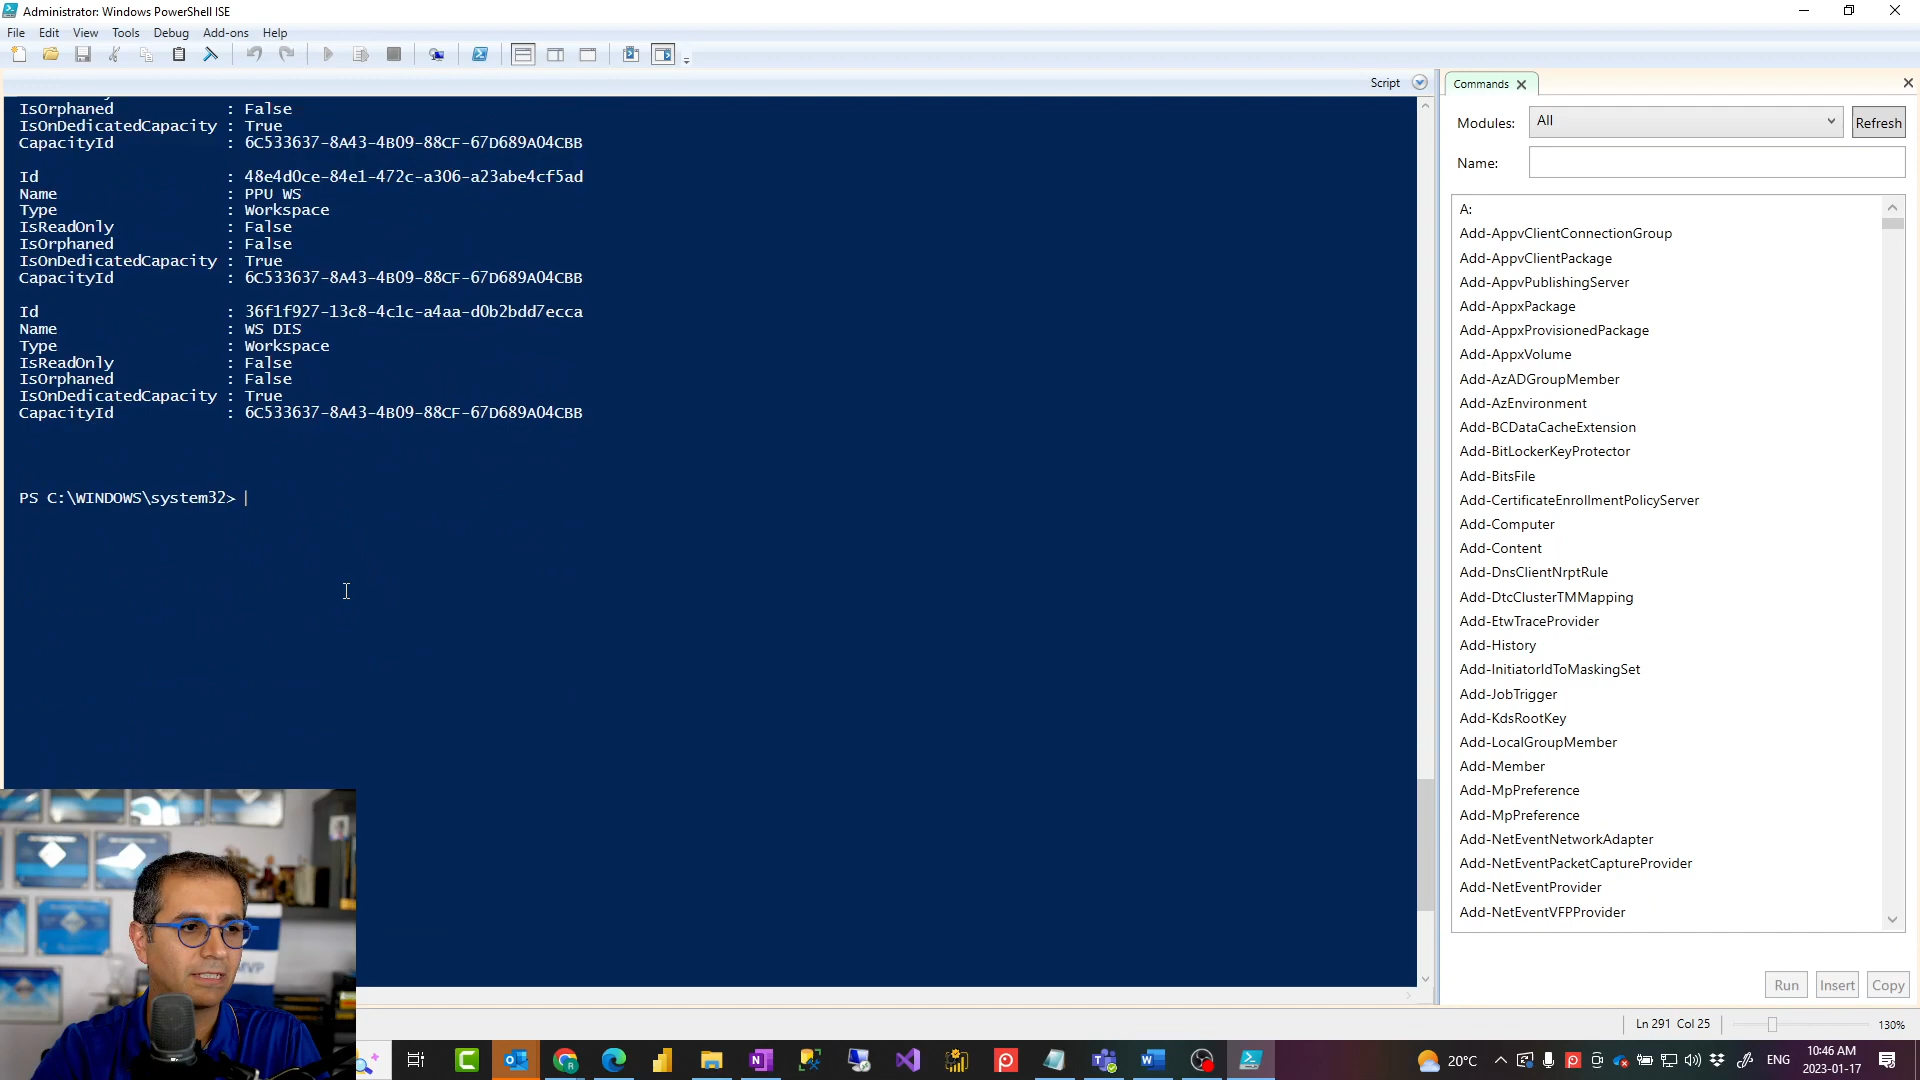 Administrator: Windows PowerShell ISE
File Edit View Tools Debug Add-ons Help
Script
IsOrphaned : False
IsOnDedicatedCapacity : True
CapacityId : 6C533637-8A43-4B09-88CF-67D689A04CBB
Id : 48e4d0ce-84e1-472c-a306-a23abe4cf5ad
Name : PPU WS
Type : Workspace
IsReadOnly : False
IsOrphaned : False
IsOnDedicatedCapacity : True
CapacityId : 6C533637-8A43-4B09-88CF-67D689A04CBB
Id : 36f1f927-13c8-4c1c-a4aa-d0b2bdd7ecca
Name : WS DIS
Type : Workspace
IsReadOnly : False
IsOrphaned : False
IsOnDedicatedCapacity : True
CapacityId : 6C533637-8A43-4B09-88CF-67D689A04CBB
PS C:\WINDOWS\system32>
Commands
Modules: All Refresh
Name:
A:
Add-AppvClientConnectionGroup
Add-AppvClientPackage
Add-AppvPublishingServer
Add-AppxPackage
Add-AppxProvisionedPackage
Add-AppxVolume
Add-AzADGroupMember
Add-AzEnvironment
Add-BCDataCacheExtension
Add-BitLockerKeyProtector
Add-BitsFile
Add-CertificateEnrollmentPolicyServer
Add-Computer
Add-Content
Add-DnsClientNrptRule
Add-DtcClusterTMMapping
Add-EtwTraceProvider
Add-History
Add-InitiatorIdToMaskingSet
Add-JobTrigger
Add-KdsRootKey
Add-LocalGroupMember
Add-Member
Add-MpPreference
Add-MpPreference
Add-NetEventNetworkAdapter
Add-NetEventPacketCaptureProvider
Add-NetEventProvider
Add-NetEventVFPProvider
Run Insert Copy
MVP
Ln 291 Col 25 130%
20°C ENG 10:46 AM
2023-01-17